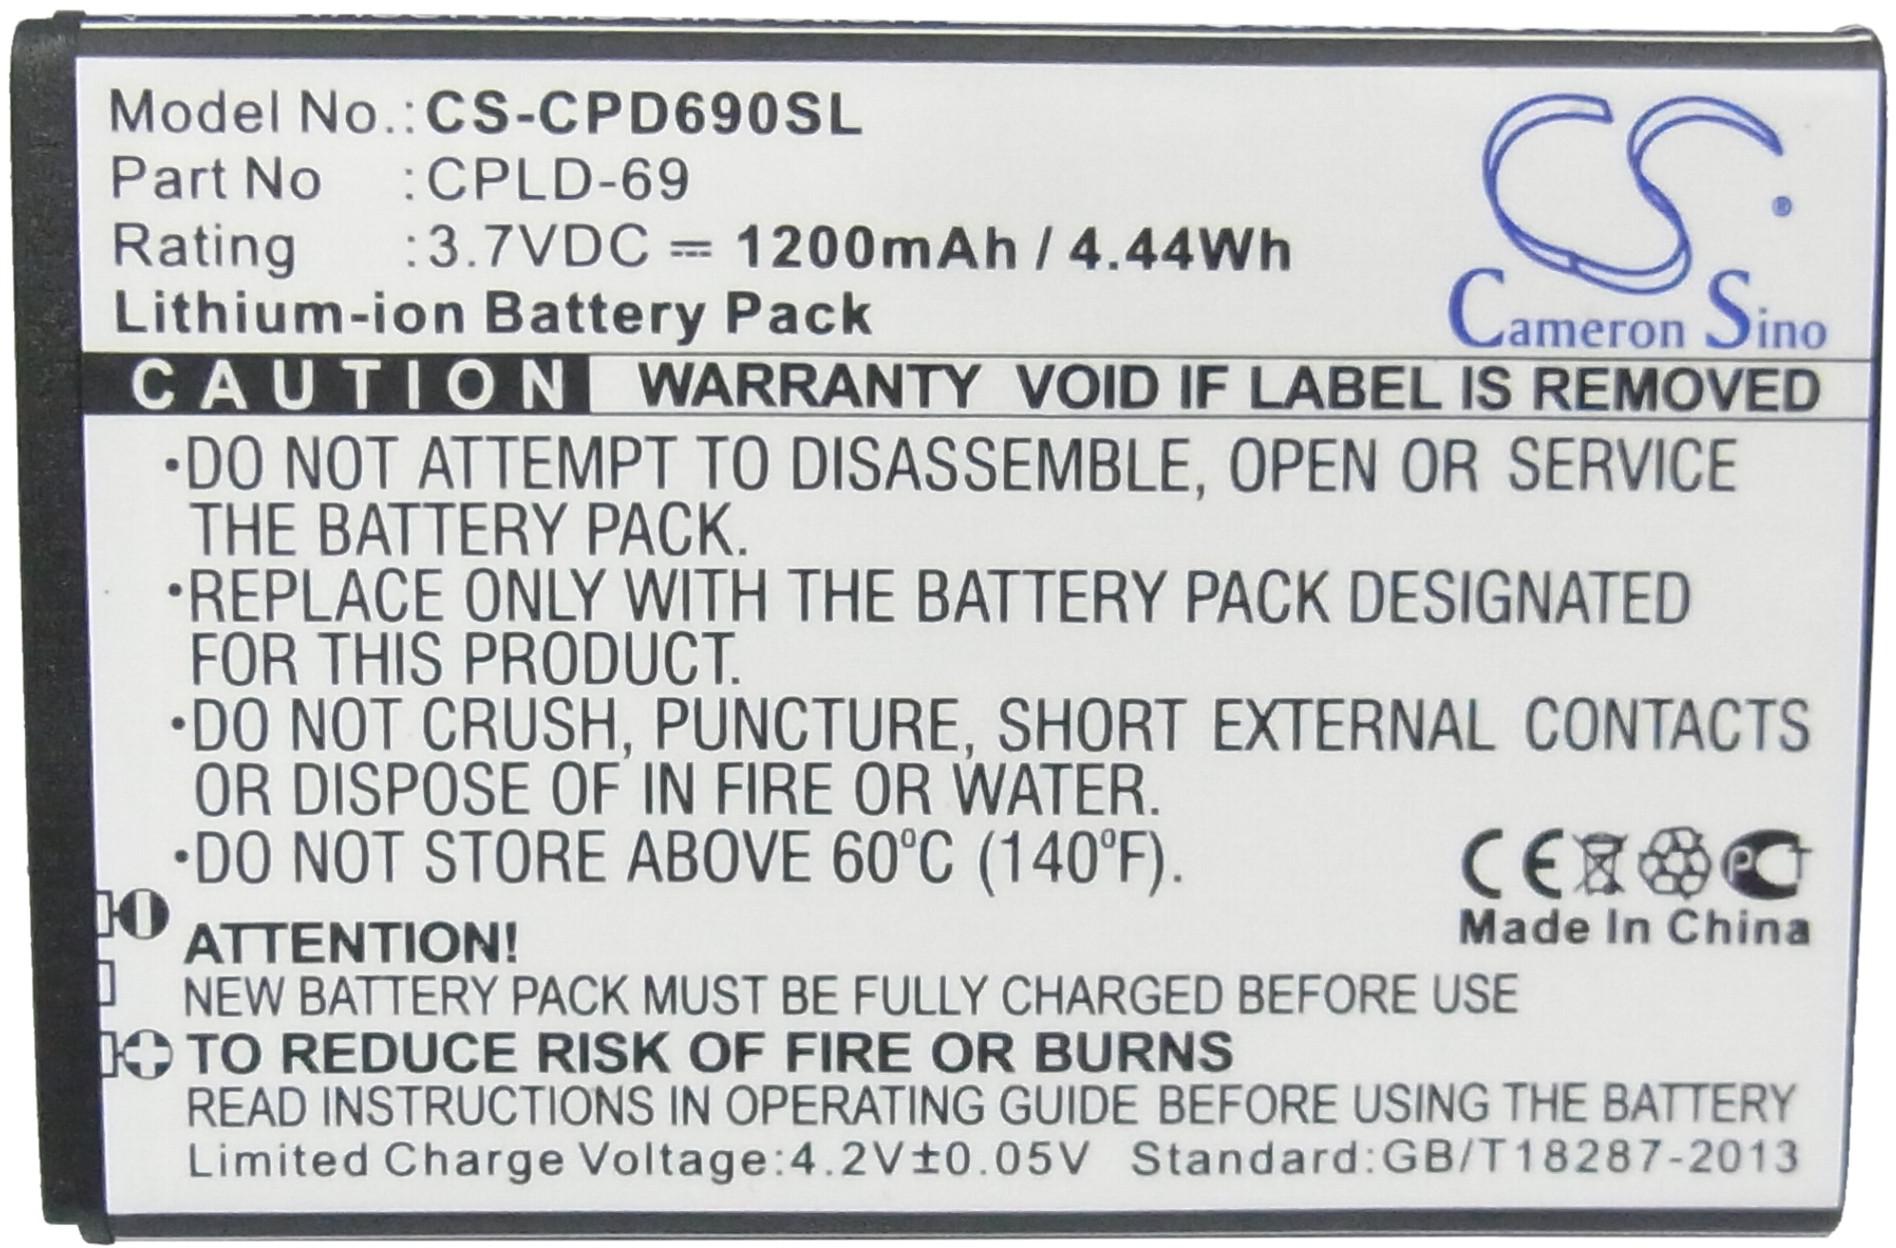 Model No.:CS-CPD690SL
Part No :CPLD-69
Rating :3.7VDC ⎓ 1200mAh / 4.44Wh
Lithium-ion Battery Pack
CS®
Cameron Sino
CAUTION WARRANTY VOID IF LABEL IS REMOVED
·DO NOT ATTEMPT TO DISASSEMBLE, OPEN OR SERVICE
THE BATTERY PACK.
·REPLACE ONLY WITH THE BATTERY PACK DESIGNATED
FOR THIS PRODUCT.
·DO NOT CRUSH, PUNCTURE, SHORT EXTERNAL CONTACTS
OR DISPOSE OF IN FIRE OR WATER.
·DO NOT STORE ABOVE 60°C (140°F).
CE PCT
Made In China
ATTENTION!
NEW BATTERY PACK MUST BE FULLY CHARGED BEFORE USE
TO REDUCE RISK OF FIRE OR BURNS
READ INSTRUCTIONS IN OPERATING GUIDE BEFORE USING THE BATTERY
Limited Charge Voltage:4.2V±0.05V Standard:GB/T18287-2013